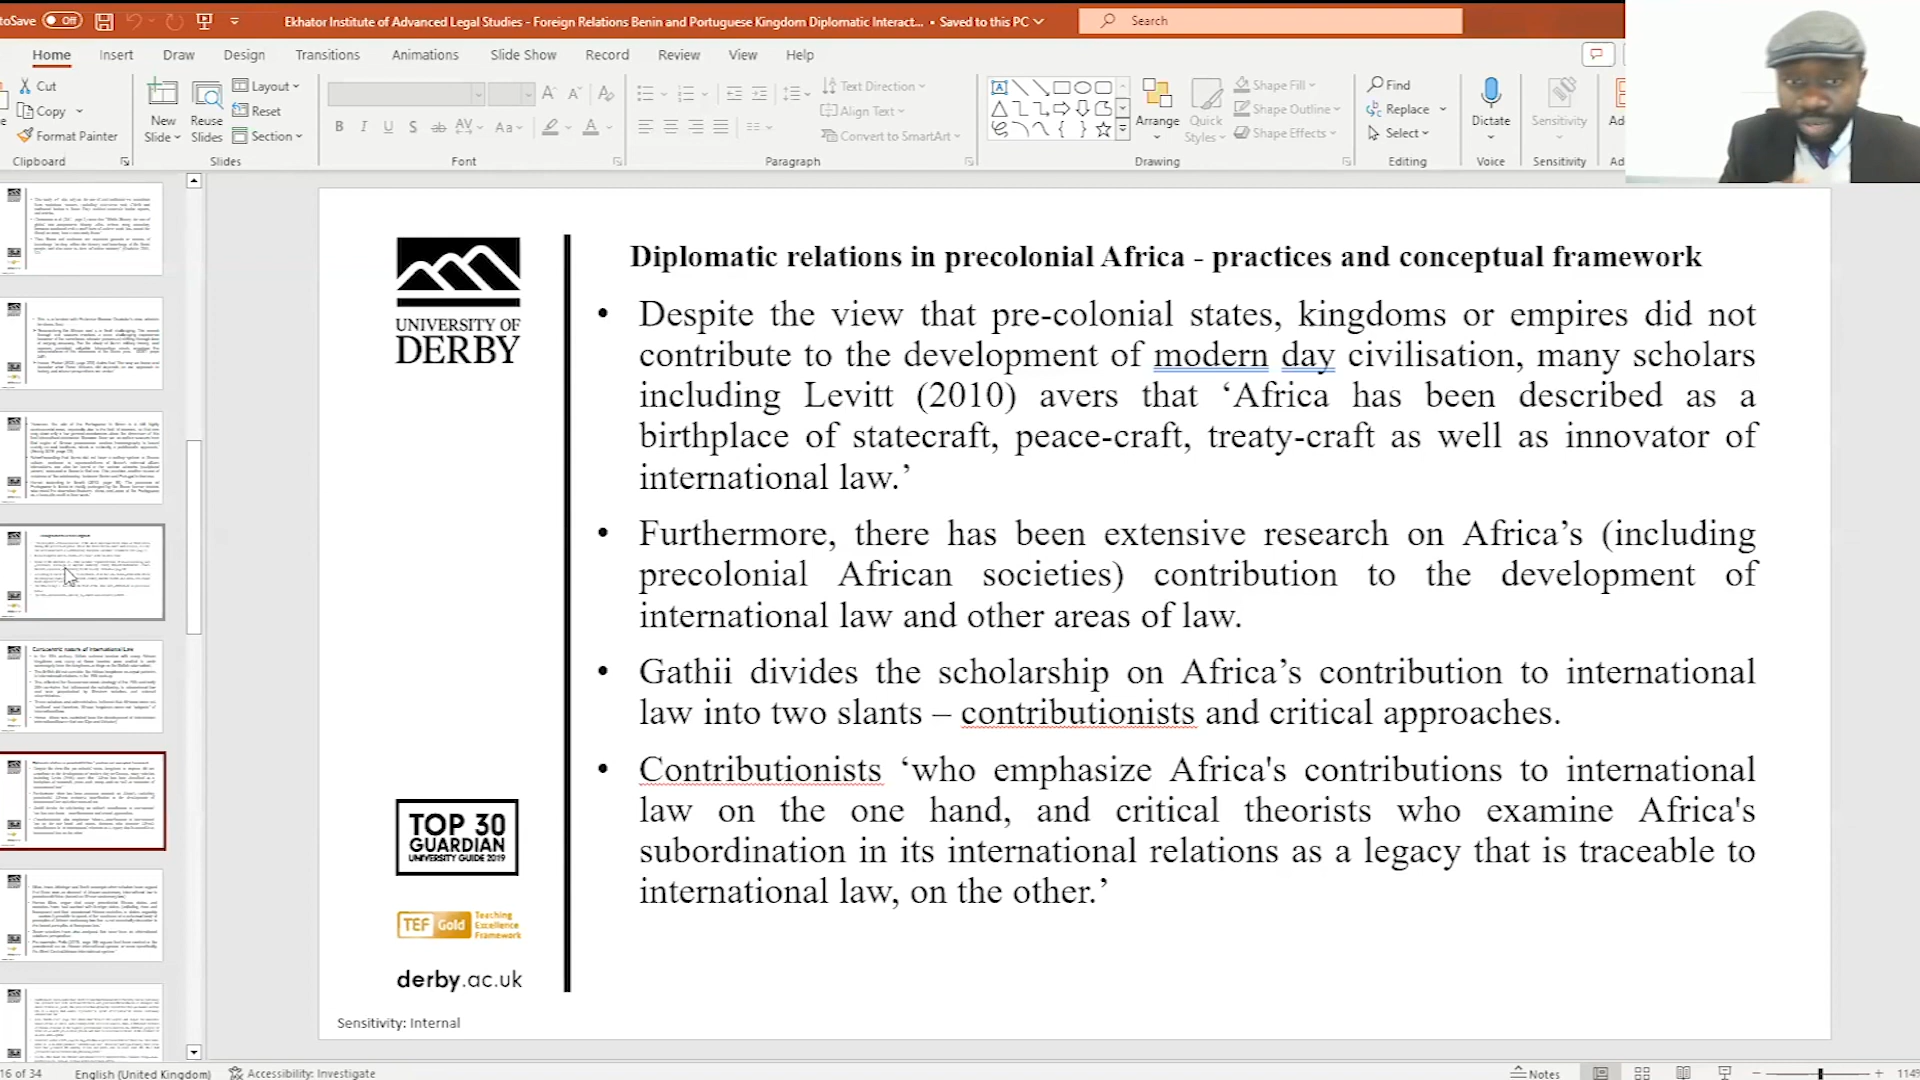 toSave Off Ekhator Institute of Advanced Legal Studies - Foreign Relations Benin and Portuguese Kingdom Diplomatic Interact... • Saved to this PC Search
Home Insert Draw Design Transitions Animations Slide Show Record Review View Help
Cut
Copy
Format Painter
Clipboard
New Slide
Reuse Slides
Layout
Reset
Section
Slides
Font
Text Direction
Align Text
Convert to SmartArt
Paragraph
Arrange
Quick Styles
Shape Fill
Shape Outline
Shape Effects
Drawing
Find
Replace
Select
Editing
Dictate
Voice
Sensitivity
Sensitivity
UNIVERSITY OF
DERBY
Diplomatic relations in precolonial Africa - practices and conceptual framework
• Despite the view that pre-colonial states, kingdoms or empires did not
contribute to the development of modern day civilisation, many scholars
including Levitt (2010) avers that ‘Africa has been described as a
birthplace of statecraft, peace-craft, treaty-craft as well as innovator of
international law.’
• Furthermore, there has been extensive research on Africa’s (including
precolonial African societies) contribution to the development of
international law and other areas of law.
• Gathii divides the scholarship on Africa’s contribution to international
law into two slants – contributionists and critical approaches.
• Contributionists ‘who emphasize Africa's contributions to international
law on the one hand, and critical theorists who examine Africa's
subordination in its international relations as a legacy that is traceable to
international law, on the other.’
TOP 30
GUARDIAN
UNIVERSITY GUIDE 2019
TEF Gold Teaching
Excellence
Framework
derby.ac.uk
Sensitivity: Internal
16 of 34 English (United Kingdom) Accessibility: Investigate Notes 114%